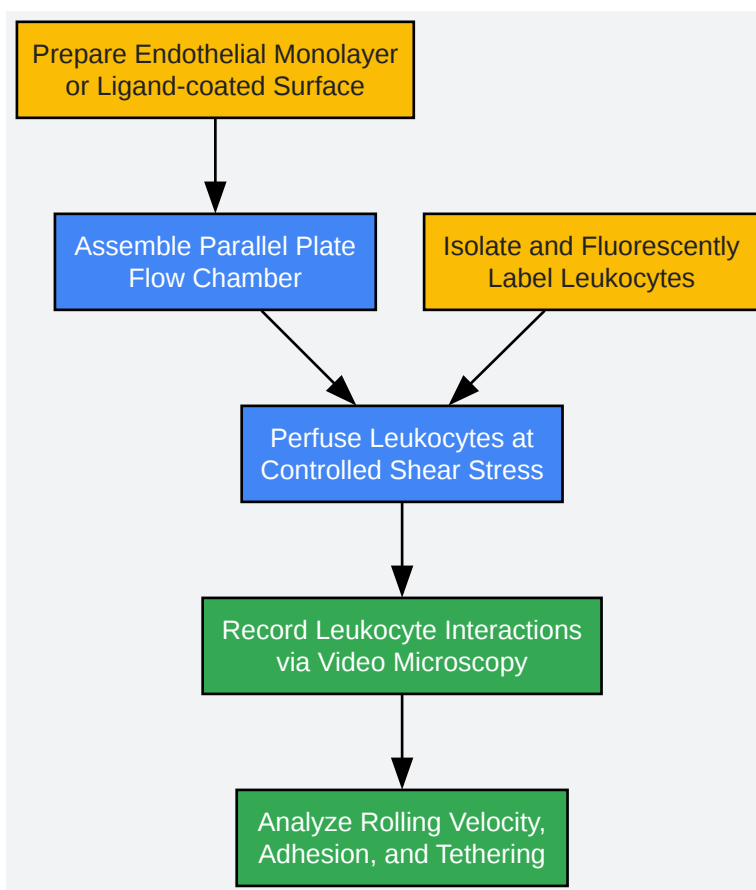 Prepare Endothelial Monolayer
or Ligand-coated Surface
Assemble Parallel Plate
Flow Chamber
Isolate and Fluorescently
Label Leukocytes
Perfuse Leukocytes at
Controlled Shear Stress
Record Leukocyte Interactions
via Video Microscopy
Analyze Rolling Velocity,
Adhesion, and Tethering